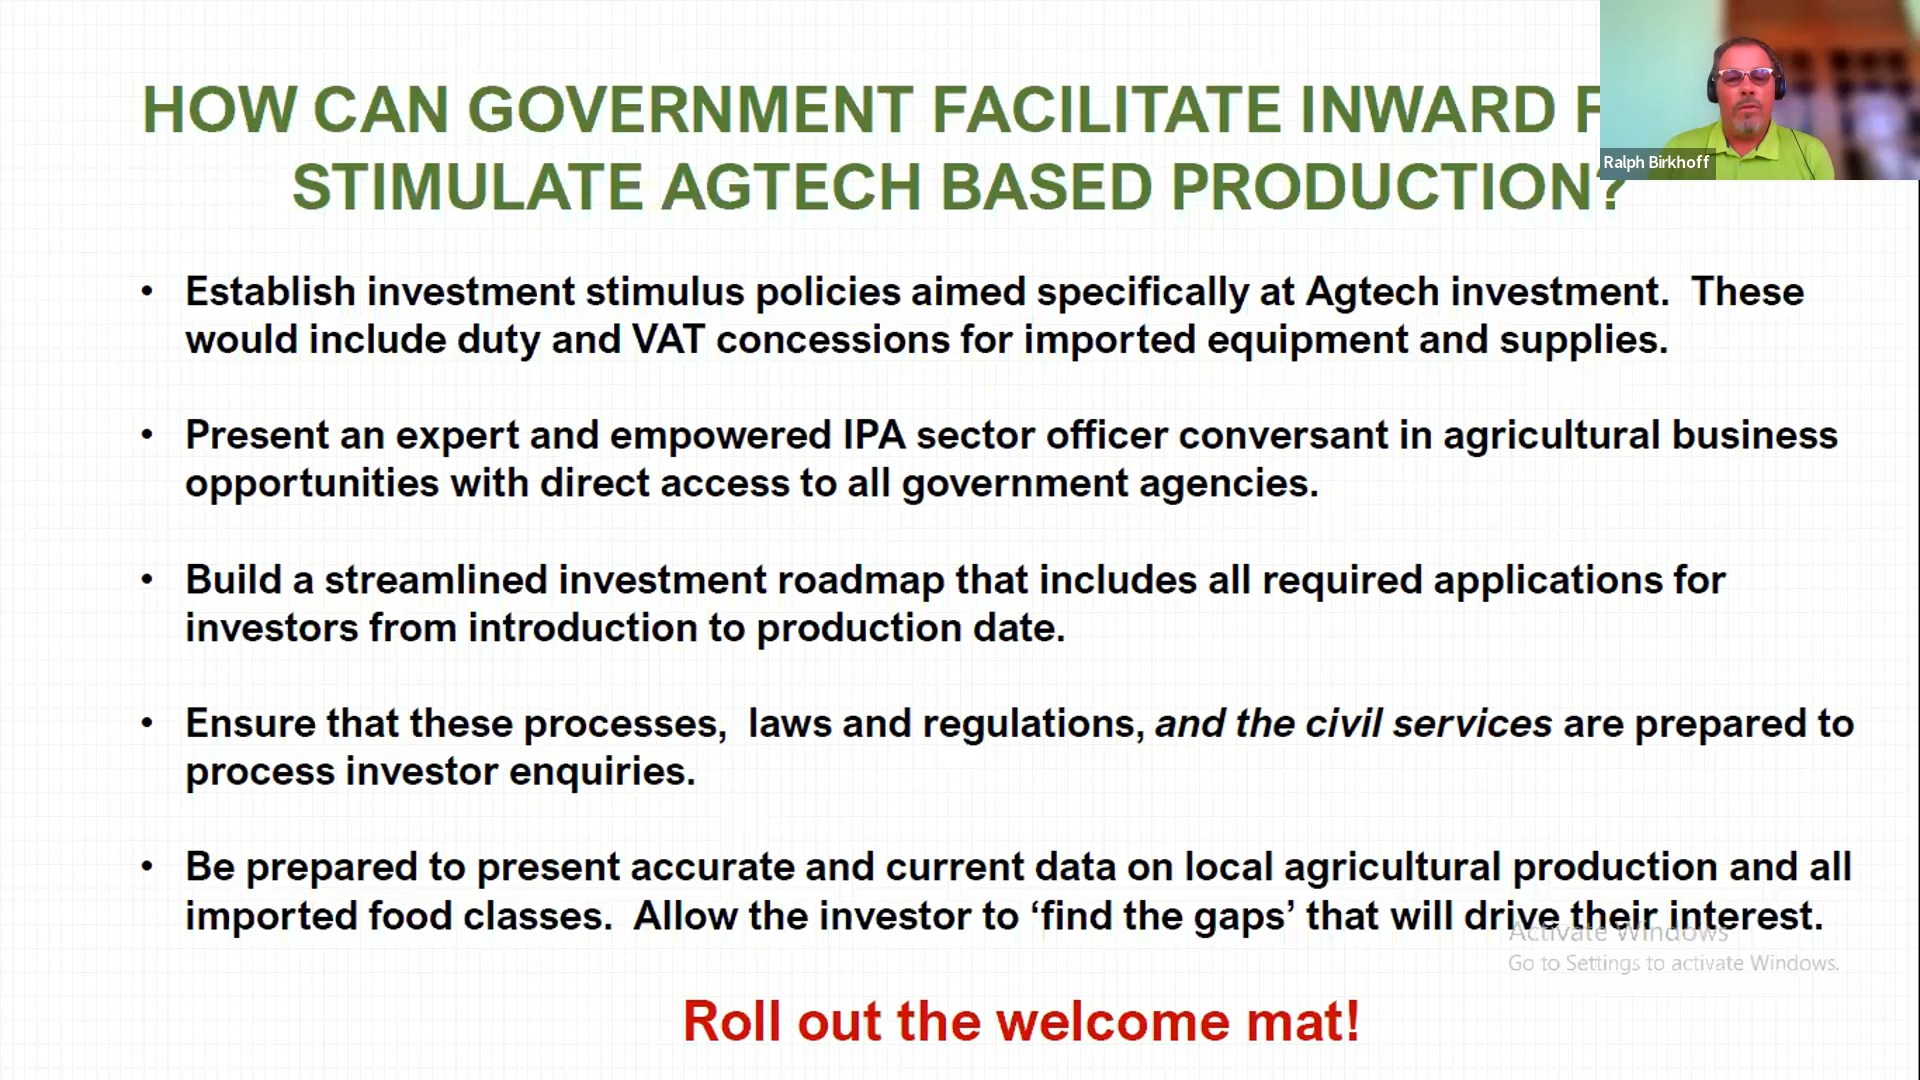 HOW CAN GOVERNMENT FACILITATE INWARD
STIMULATE AGTECH BASED PRODUCTION?
Ralph Birkhoff
• Establish investment stimulus policies aimed specifically at Agtech investment.  These
would include duty and VAT concessions for imported equipment and supplies.
• Present an expert and empowered IPA sector officer conversant in agricultural business
opportunities with direct access to all government agencies.
• Build a streamlined investment roadmap that includes all required applications for
investors from introduction to production date.
• Ensure that these processes,  laws and regulations, and the civil services are prepared to
process investor enquiries.
• Be prepared to present accurate and current data on local agricultural production and all
imported food classes.  Allow the investor to ‘find the gaps’ that will drive their interest.
Activate Windows
Go to Settings to activate Windows.
Roll out the welcome mat!